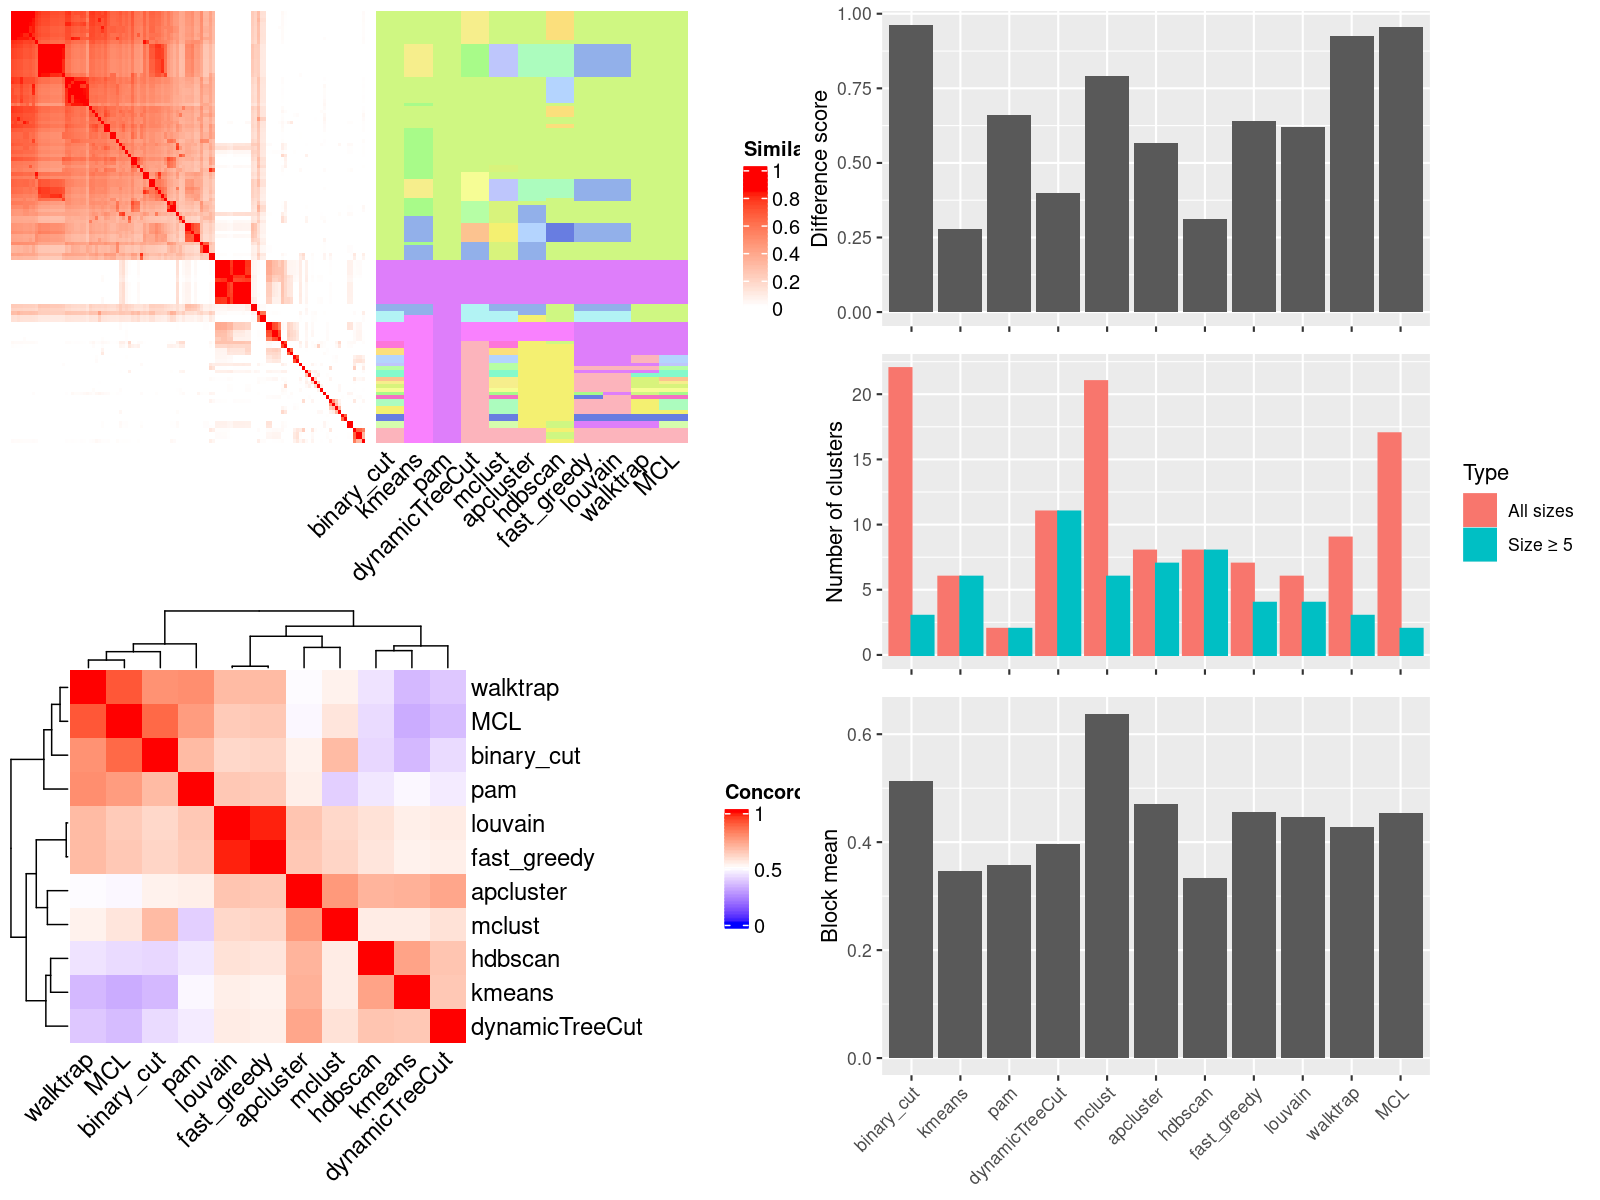 Simila
1
0.8
0.6
0.4
0.2
0
binary_cut
kmeans
pam
dynamicTreeCut
mclust
apcluster
hdbscan
fast_greedy
louvain
walktrap
MCL
walktrap
MCL
binary_cut
pam
louvain
fast_greedy
apcluster
mclust
hdbscan
kmeans
dynamicTreeCut
walktrap
MCL
binary_cut
pam
louvain
fast_greedy
apcluster
mclust
hdbscan
kmeans
dynamicTreeCut
Concord
1
0.5
0
Difference score
1.00
0.75
0.50
0.25
0.00
Number of clusters
20
15
10
5
0
Type
All sizes
Size ≥ 5
Block mean
0.6
0.4
0.2
0.0
binary_cut
kmeans
pam
dynamicTreeCut
mclust
apcluster
hdbscan
fast_greedy
louvain
walktrap
MCL